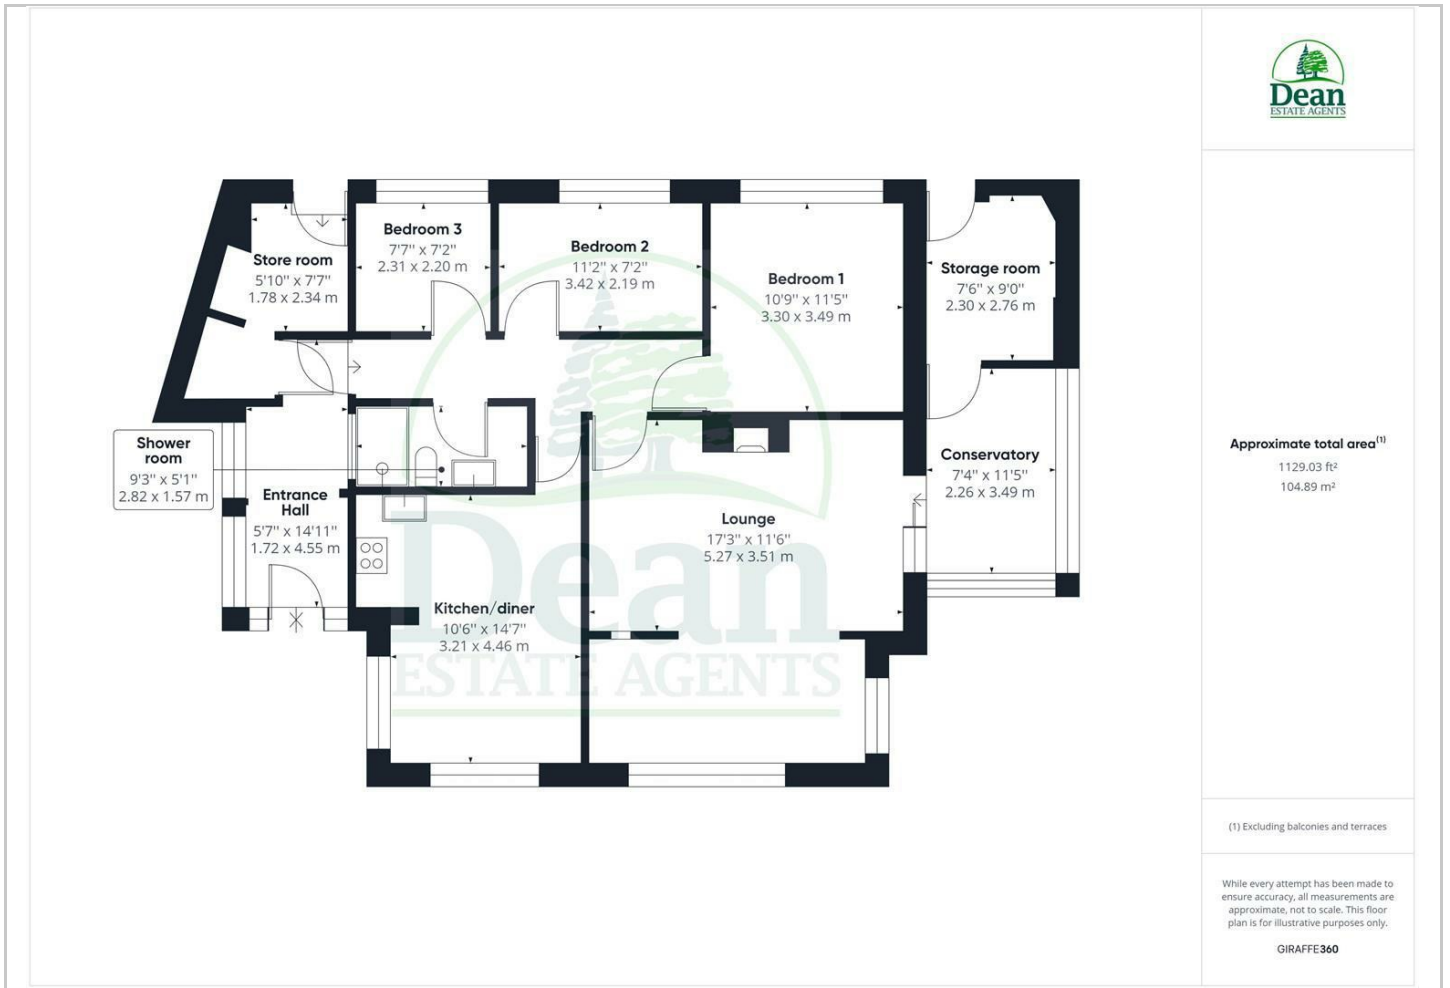 Dean
ESTATE AGENTS
Store room
5'10" x 7'7"
1.78 x 2.34 m
Bedroom 3
7'7" x 7'2"
2.31 x 2.20 m
Bedroom 2
11'2" x 7'2"
3.42 x 2.19 m
Bedroom 1
10'9" x 11'5"
3.30 x 3.49 m
Storage room
7'6" x 9'0"
2.30 x 2.76 m
Shower
room
9'3" x 5'1"
2.82 x 1.57 m
Entrance
Hall
5'7" x 14'11"
1.72 x 4.55 m
Kitchen/diner
10'6" x 14'7"
3.21 x 4.46 m
Lounge
17'3" x 11'6"
5.27 x 3.51 m
Conservatory
7'4" x 11'5"
2.26 x 3.49 m
Dean
ESTATE AGENTS
Approximate total area(1)
1129.03 ft²
104.89 m²
(1) Excluding balconies and terraces
While every attempt has been made to
ensure accuracy, all measurements are
approximate, not to scale. This floor
plan is for illustrative purposes only.
GIRAFFE360